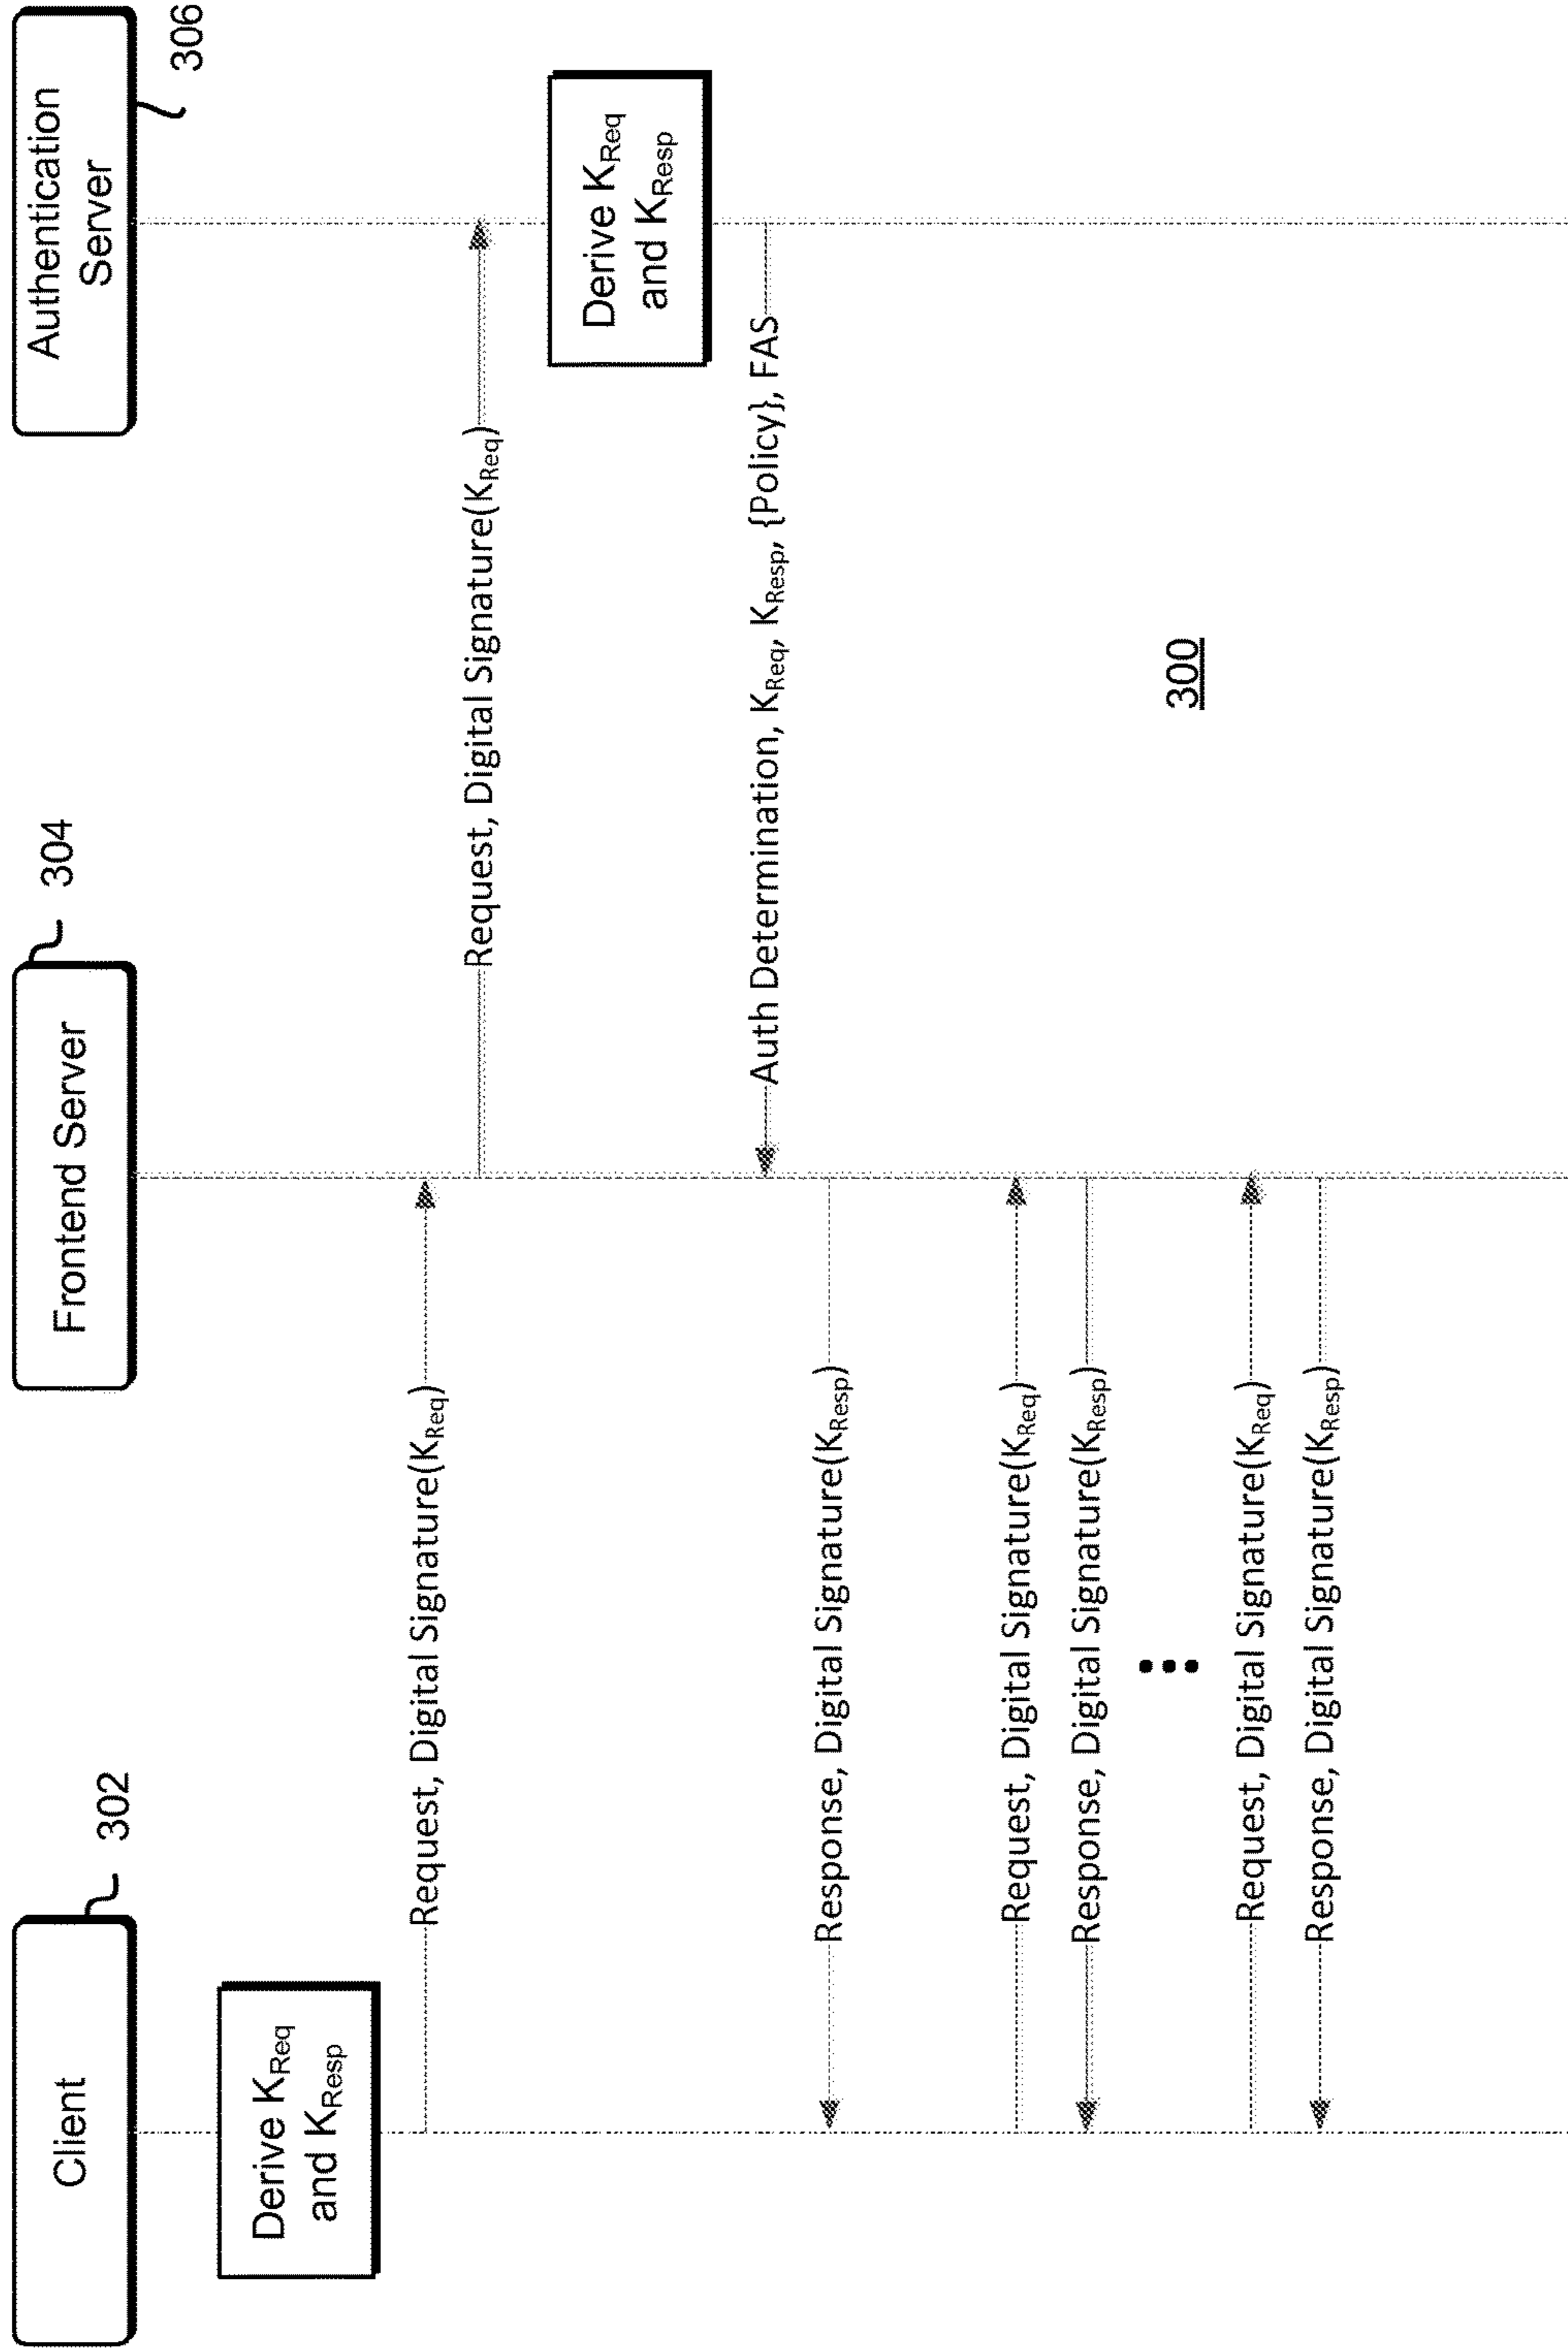 Client
302
Frontend Server
304
Authentication
Server
306
Derive KReq
and KResp
Request, Digital Signature(KReq)
Request, Digital Signature(KReq)
Derive KReq
and KResp
Auth Determination, KReq, KResp, {Policy}, FAS
Response, Digital Signature(KResp)
Request, Digital Signature(KReq)
Response, Digital Signature(KResp)
Request, Digital Signature(KReq)
Response, Digital Signature(KResp)
300